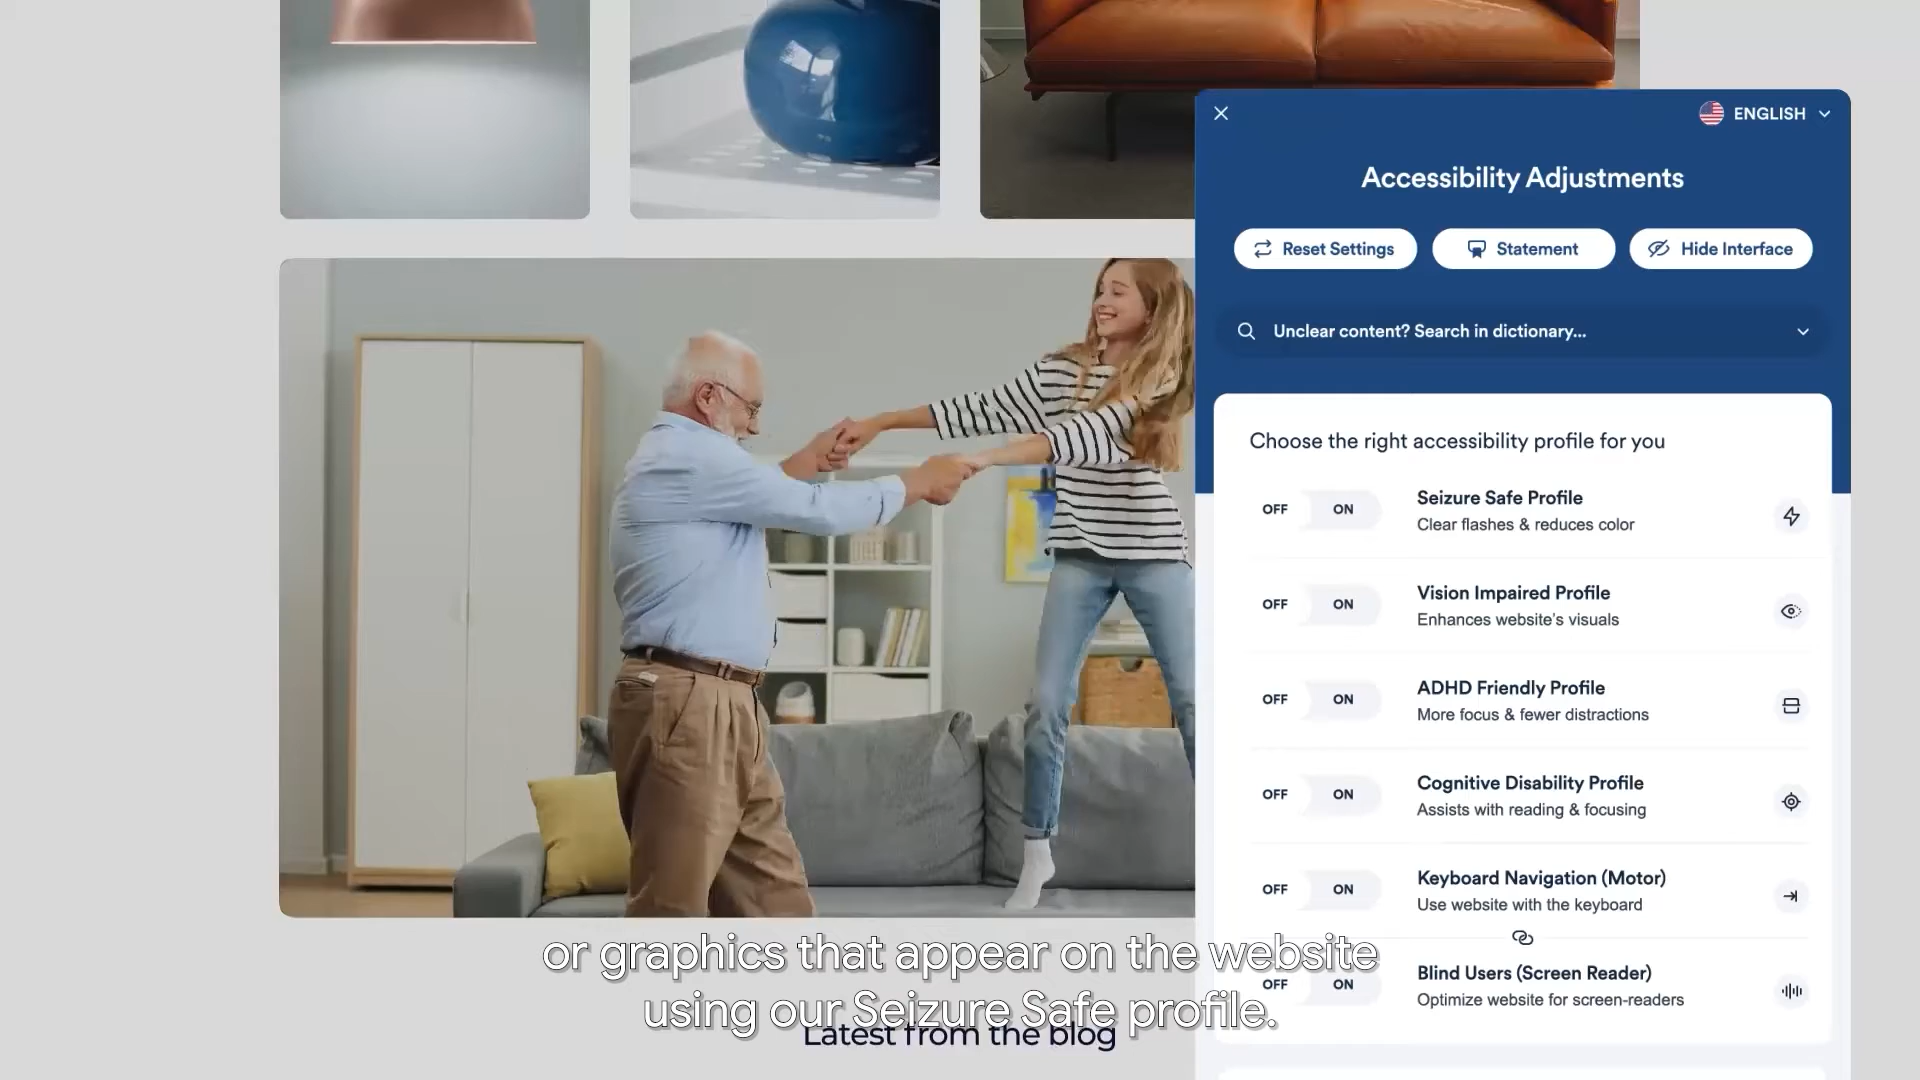 ENGLISH
Accessibility Adjustments
Reset Settings
Statement
Hide Interface
Unclear content? Search in dictionary...
Choose the right accessibility profile for you
OFF ON Seizure Safe Profile
Clear flashes & reduces color
OFF ON Vision Impaired Profile
Enhances website's visuals
OFF ON ADHD Friendly Profile
More focus & fewer distractions
OFF ON Cognitive Disability Profile
Assists with reading & focusing
OFF ON Keyboard Navigation (Motor)
Use website with the keyboard
OFF ON Blind Users (Screen Reader)
Optimize website for screen-readers
or graphics that appear on the website
using our Seizure Safe profile.
Latest from the blog